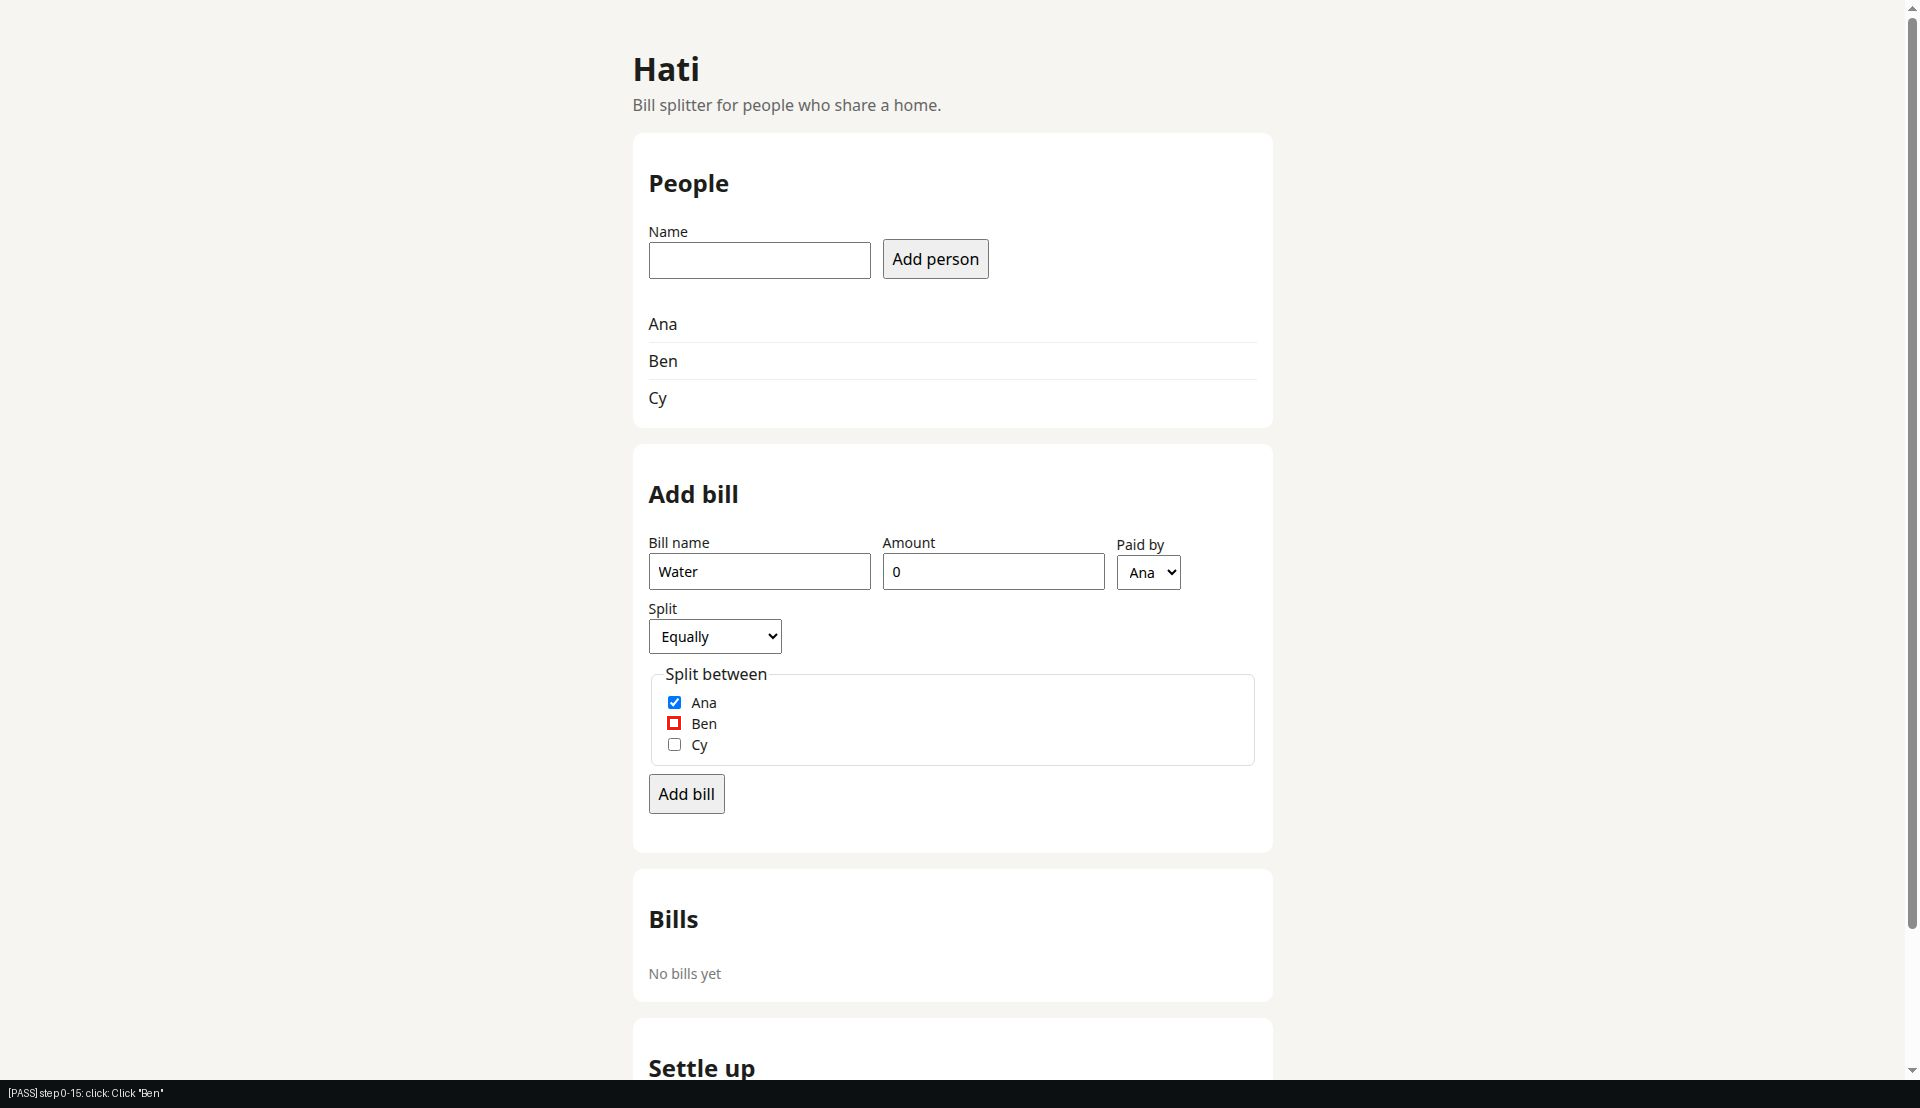 Hati
Bill splitter for people who share a home.
People
Name
Add person
Ana
Ben
Cy
Add bill
Bill name Amount Paid by
Water 0 Ana
Split
Equally
Split between
Ana
Ben
Cy
Add bill
Bills
No bills yet
Settle up
[PASS] step 0-15: click: Click "Ben"